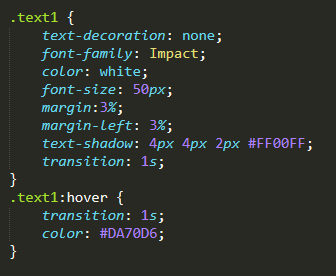 .text1 {
text-decoration: none;
font-family: Impact;
color: white;
font-size: 50px;
margin:3%;
margin-left: 3%;
text-shadow: 4px 4px 2px #FF00FF;
transition: 1s;
}
.text1:hover {
transition: 1s;
color: #DA70D6;
}